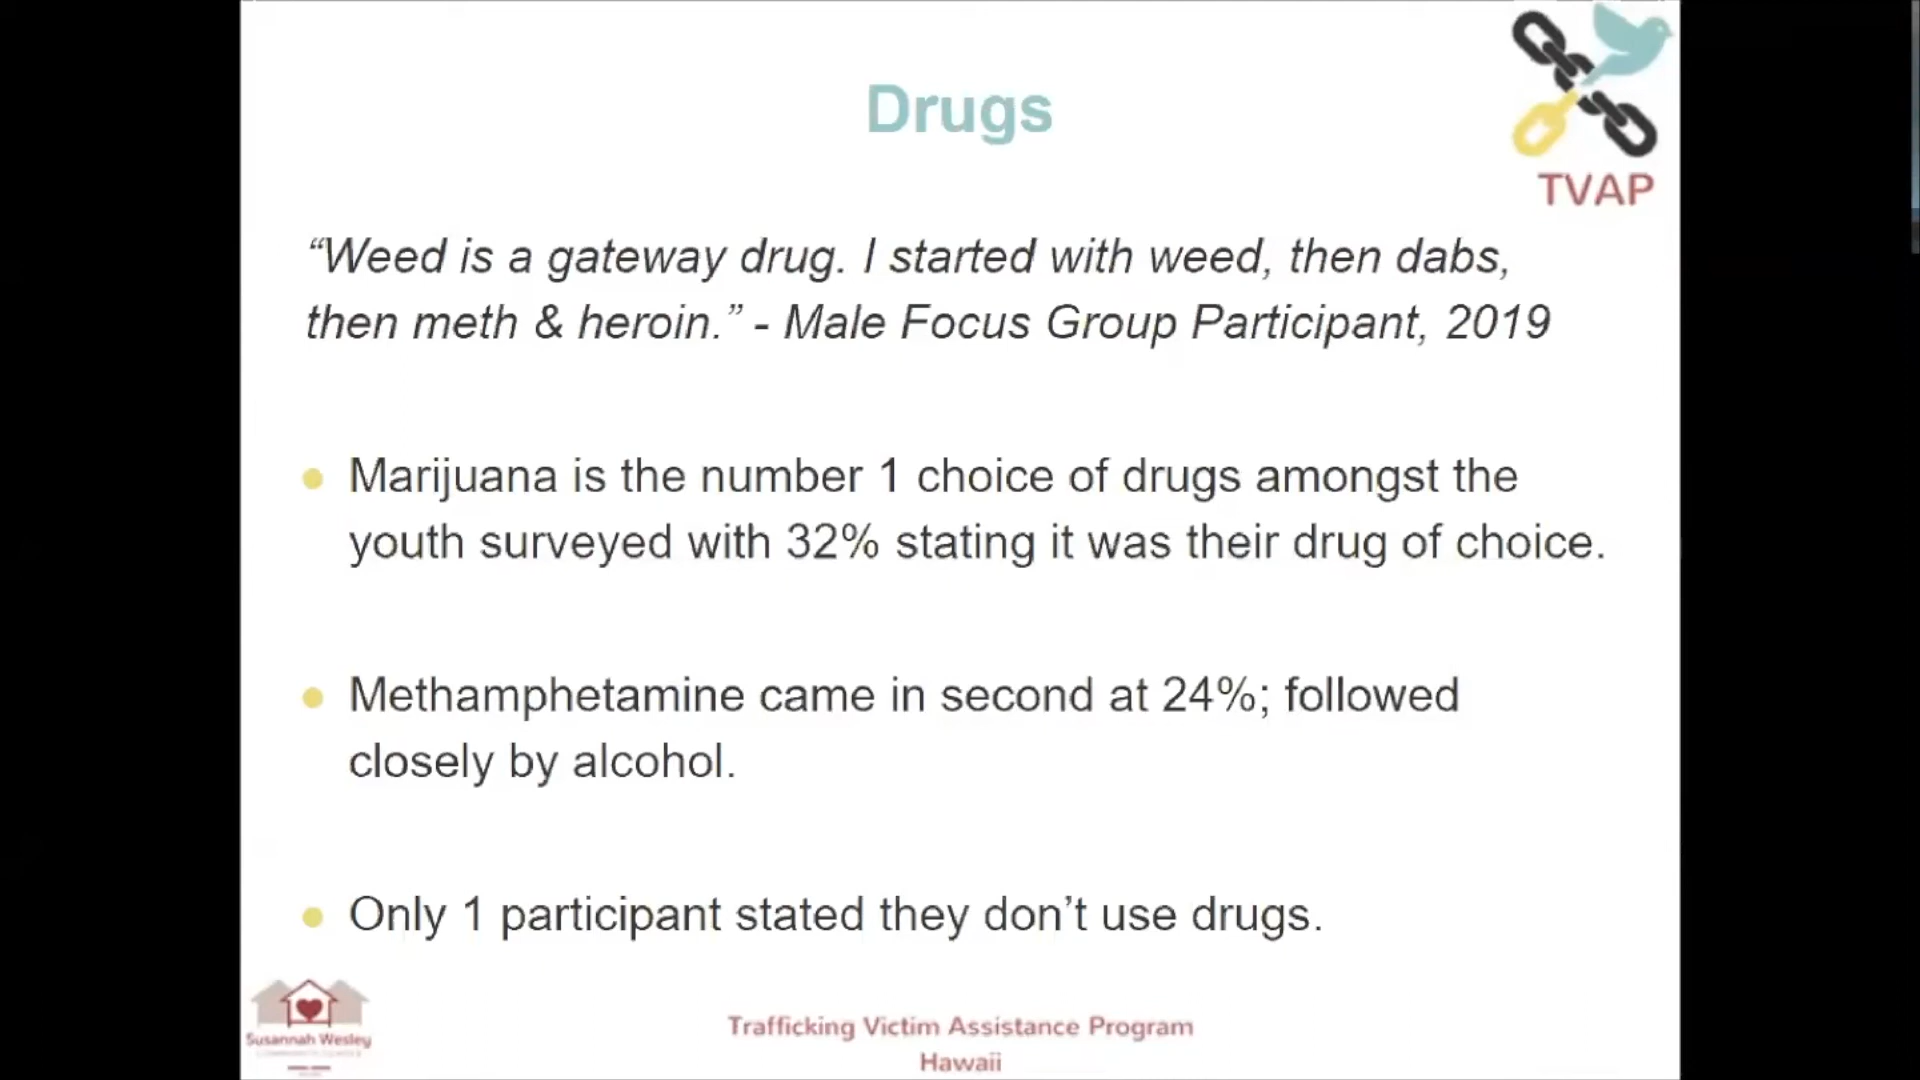 Drugs
TVAP
“Weed is a gateway drug. I started with weed, then dabs,
then meth & heroin.” - Male Focus Group Participant, 2019
Marijuana is the number 1 choice of drugs amongst the
youth surveyed with 32% stating it was their drug of choice.
Methamphetamine came in second at 24%; followed
closely by alcohol.
Only 1 participant stated they don’t use drugs.
Susannah Wesley
Trafficking Victim Assistance Program
Hawaii